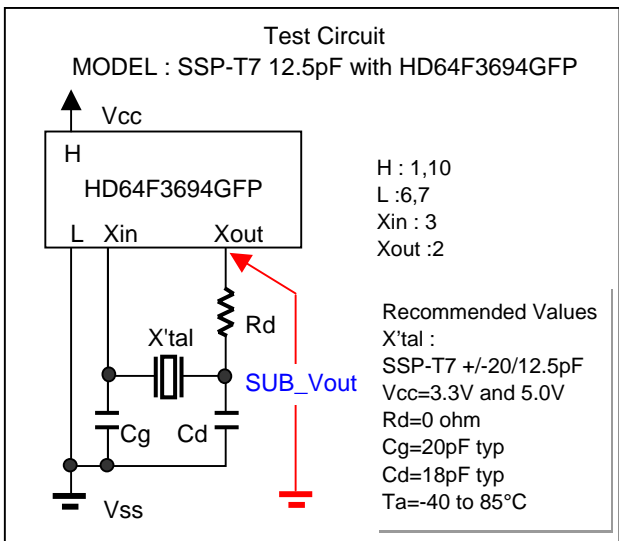 Test Circuit
MODEL : SSP-T7 12.5pF with HD64F3694GFP
Vcc
H
HD64F3694GFP
L Xin Xout
H : 1,10
L :6,7
Xin : 3
Xout :2
Rd
X'tal
SUB_Vout
Cg Cd
Vss
Recommended Values
X'tal :
SSP-T7 +/-20/12.5pF
Vcc=3.3V and 5.0V
Rd=0 ohm
Cg=20pF typ
Cd=18pF typ
Ta=-40 to 85°C